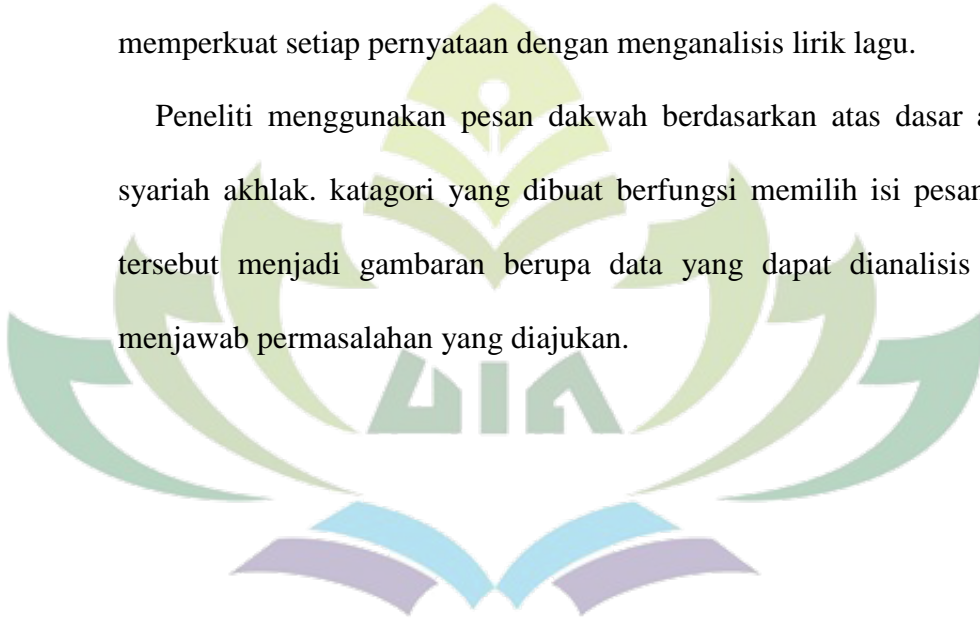 memperkuat setiap pernyataan dengan menganalisis lirik lagu.
Peneliti menggunakan pesan dakwah berdasarkan atas dasar
syariah akhlak. katagori yang dibuat berfungsi memilih isi pesan
tersebut menjadi gambaran berupa data yang dapat dianalisis
menjawab permasalahan yang diajukan.
UIN